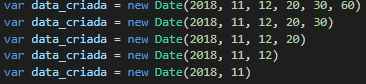 var data_criada = new Date(2018, 11, 12, 20, 30, 60)
var data_criada = new Date(2018, 11, 12, 20, 30)
var data_criada = new Date(2018, 11, 12, 20)
var data_criada = new Date(2018, 11, 12)
var data_criada = new Date(2018, 11)